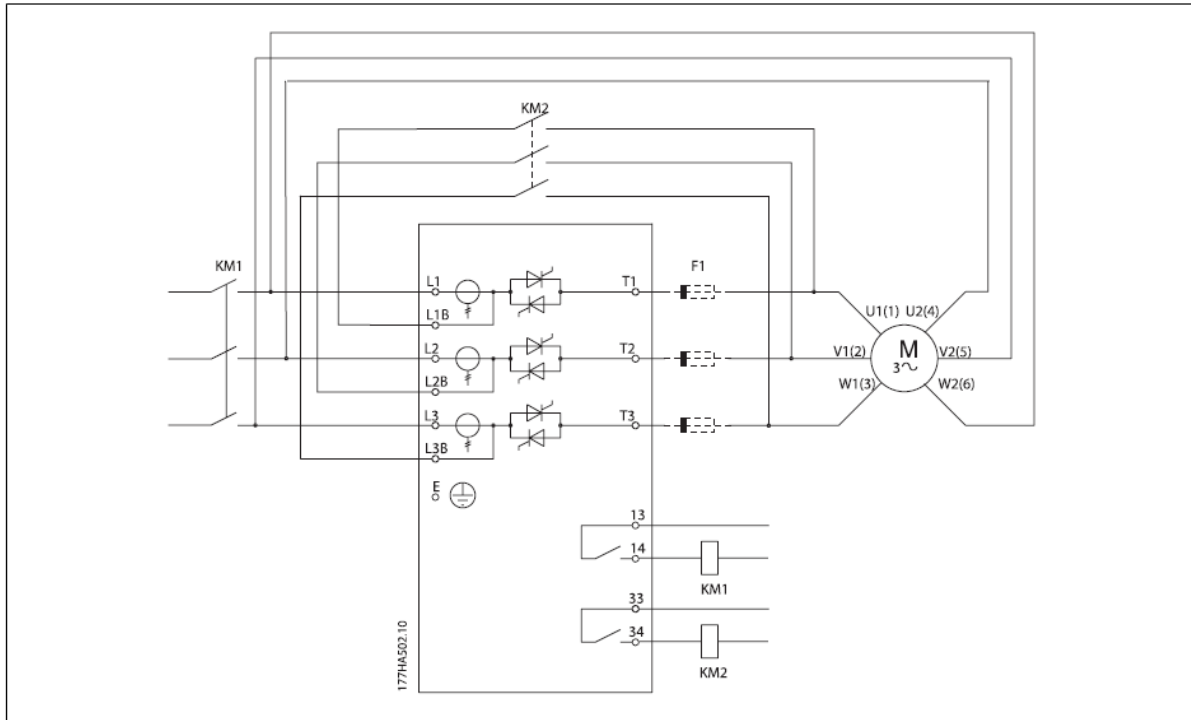 KM2
KM1
L1
T1
F1
L1B
U1(1) U2(4)
L2
T2
V1(2)
M
3~
V2(5)
L2B
W1(3)
W2(6)
L3
T3
L3B
E
13
14
KM1
33
34
KM2
177HA502.10